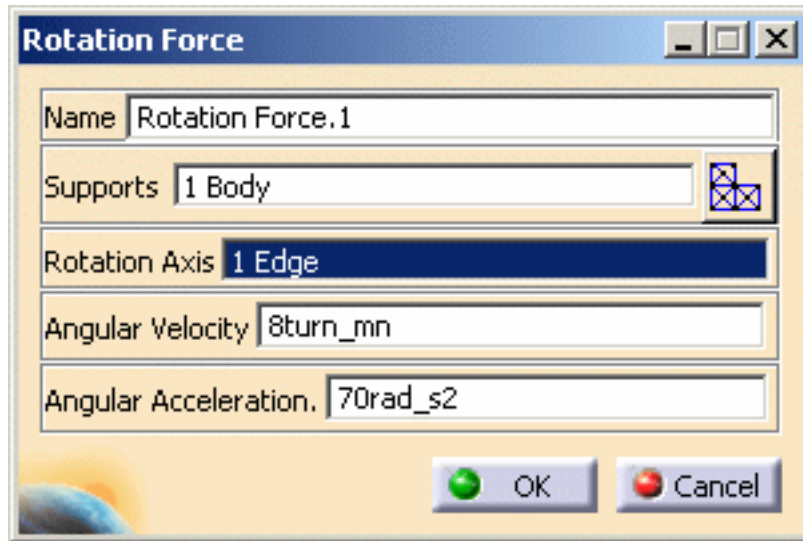 Rotation Force
Name Rotation Force.1
Supports 1 Body
Rotation Axis 1 Edge
Angular Velocity 8turn_mn
Angular Acceleration. 70rad_s2
OK Cancel